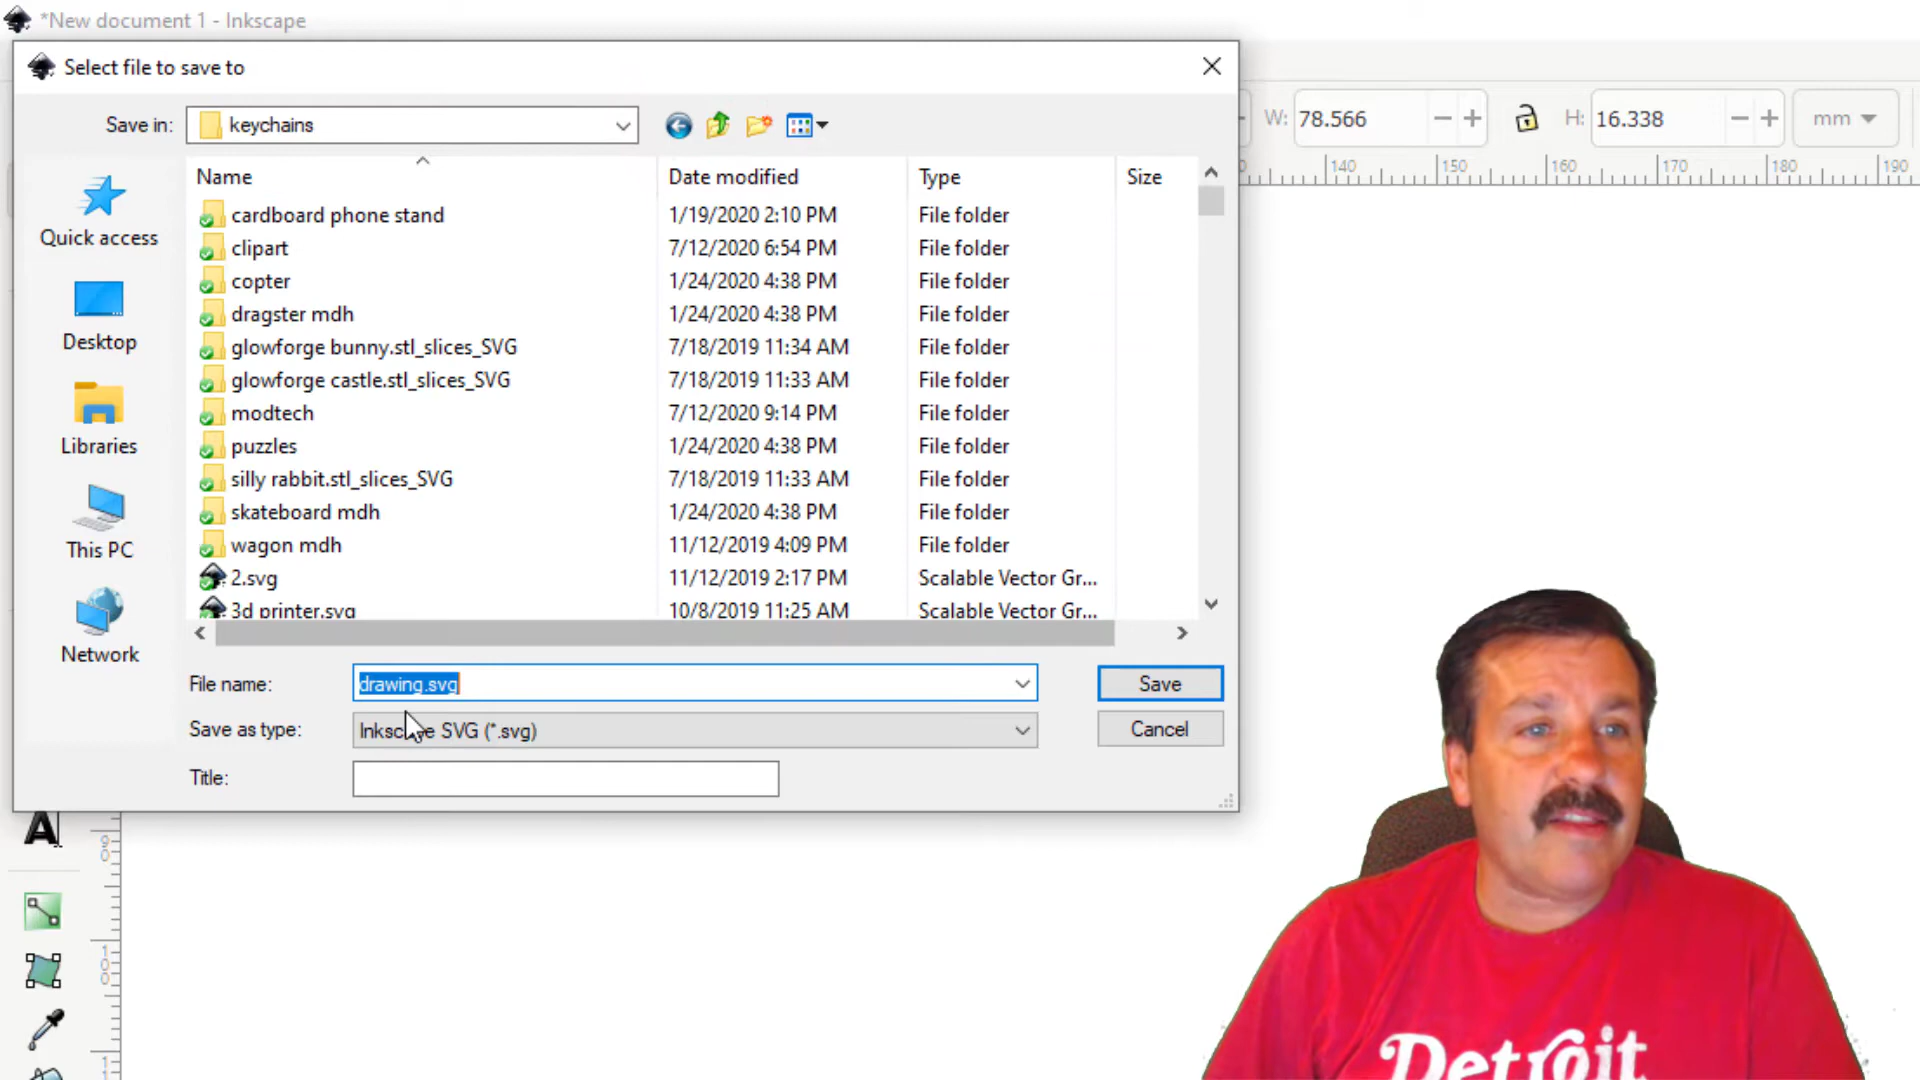 *New document 1 - Inkscape
Select file to save to
Save in: keychains
W: 78.566 H: 16.338 mm
140 150 160 170 180 190
Name Date modified Type Size
Quick access
Desktop
Libraries
This PC
Network
cardboard phone stand 1/19/2020 2:10 PM File folder
clipart 7/12/2020 6:54 PM File folder
copter 1/24/2020 4:38 PM File folder
dragster mdh 1/24/2020 4:38 PM File folder
glowforge bunny.stl_slices_SVG 7/18/2019 11:34 AM File folder
glowforge castle.stl_slices_SVG 7/18/2019 11:33 AM File folder
modtech 7/12/2020 9:14 PM File folder
puzzles 1/24/2020 4:38 PM File folder
silly rabbit.stl_slices_SVG 7/18/2019 11:33 AM File folder
skateboard mdh 1/24/2020 4:38 PM File folder
wagon mdh 11/12/2019 4:09 PM File folder
2.svg 11/12/2019 2:17 PM Scalable Vector Gr...
3d printer.svg 10/8/2019 11:25 AM Scalable Vector Gr...
File name: drawing.svg Save
Save as type: Inkscape SVG (*.svg) Cancel
Title:
A
90
100
Detroit